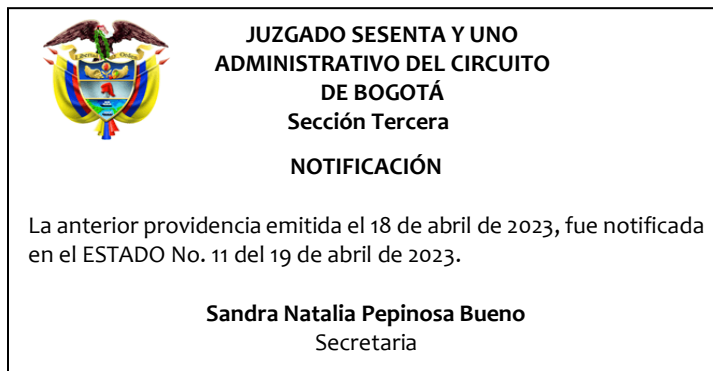 JUZGADO SESENTA Y UNO
ADMINISTRATIVO DEL CIRCUITO
DE BOGOTÁ
Sección Tercera
NOTIFICACIÓN
La anterior providencia emitida el 18 de abril de 2023, fue notificada
en el ESTADO No. 11 del 19 de abril de 2023.
Sandra Natalia Pepinosa Bueno
Secretaria